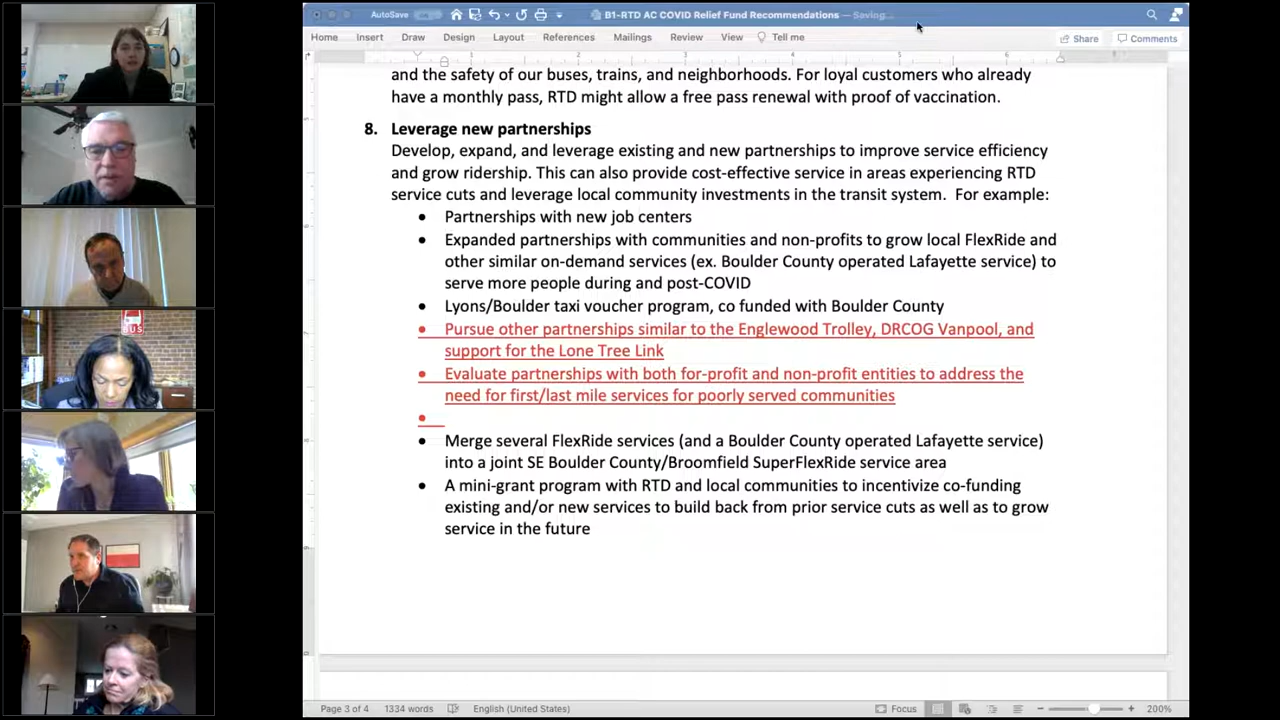 AutoSave
B1-RTD AC COVID Relief Fund Recommendations — Saving...
Home Insert Draw Design Layout References Mailings Review View Tell me Share Comments
and the safety of our buses, trains, and neighborhoods. For loyal customers who already
have a monthly pass, RTD might allow a free pass renewal with proof of vaccination.
8. Leverage new partnerships
Develop, expand, and leverage existing and new partnerships to improve service efficiency
and grow ridership. This can also provide cost-effective service in areas experiencing RTD
service cuts and leverage local community investments in the transit system. For example:
• Partnerships with new job centers
• Expanded partnerships with communities and non-profits to grow local FlexRide and
other similar on-demand services (ex. Boulder County operated Lafayette service) to
serve more people during and post-COVID
• Lyons/Boulder taxi voucher program, co funded with Boulder County
• Pursue other partnerships similar to the Englewood Trolley, DRCOG Vanpool, and
support for the Lone Tree Link
• Evaluate partnerships with both for-profit and non-profit entities to address the
need for first/last mile services for poorly served communities
•
• Merge several FlexRide services (and a Boulder County operated Lafayette service)
into a joint SE Boulder County/Broomfield SuperFlexRide service area
• A mini-grant program with RTD and local communities to incentivize co-funding
existing and/or new services to build back from prior service cuts as well as to grow
service in the future
Page 3 of 4 1334 words English (United States) Focus 200%
BUS